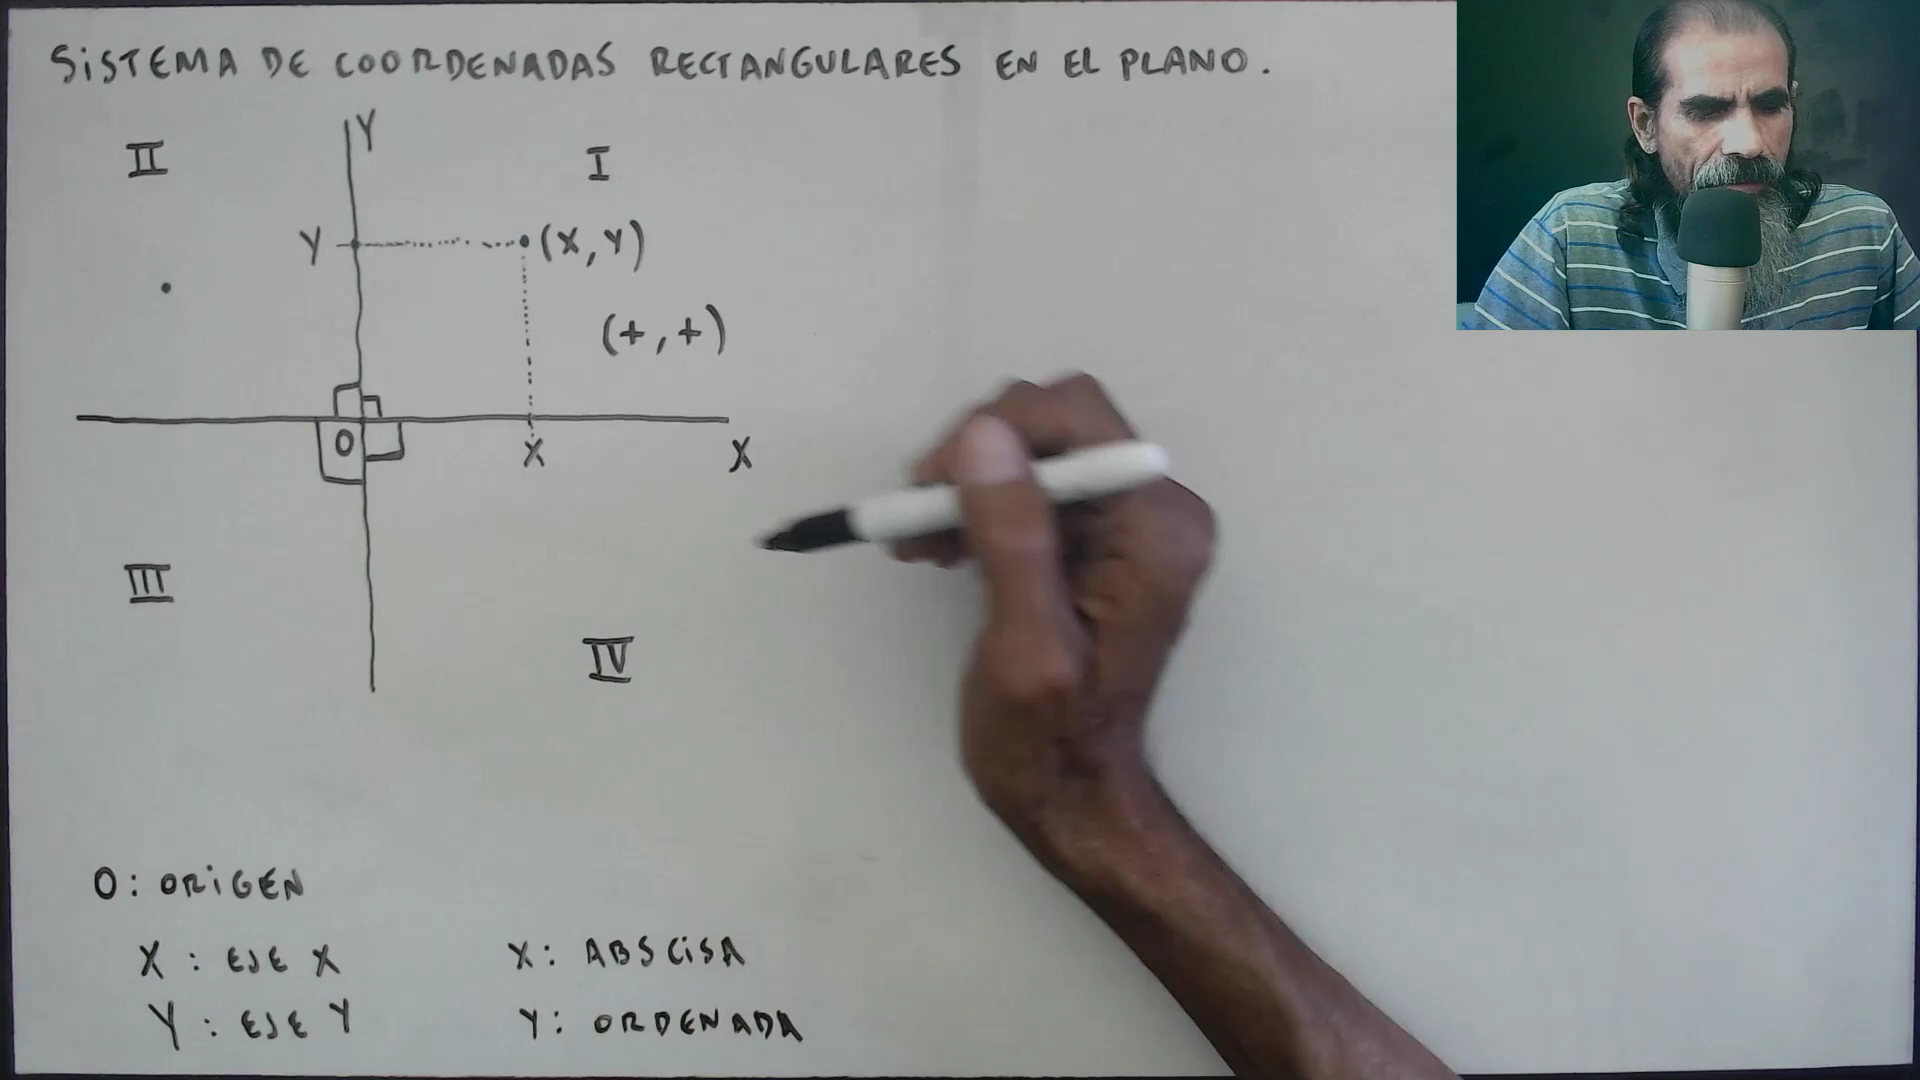 SiSTEMA DE COORDENADAS RECTANGULARES EN EL PLANO.
Y
II
I
Y
(X, Y)
(+, +)
O
X
X
III
IV
O: ORiGEN
X : EJE X
X: ABSCiSA
Y : EJE Y
Y: ORDENADA